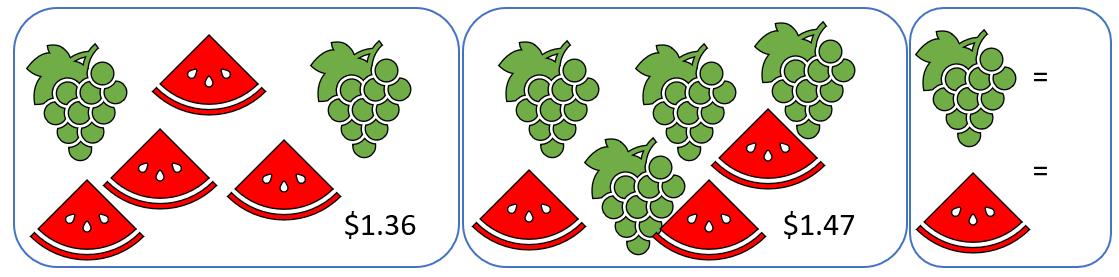 =
=
$1.36
$1.47